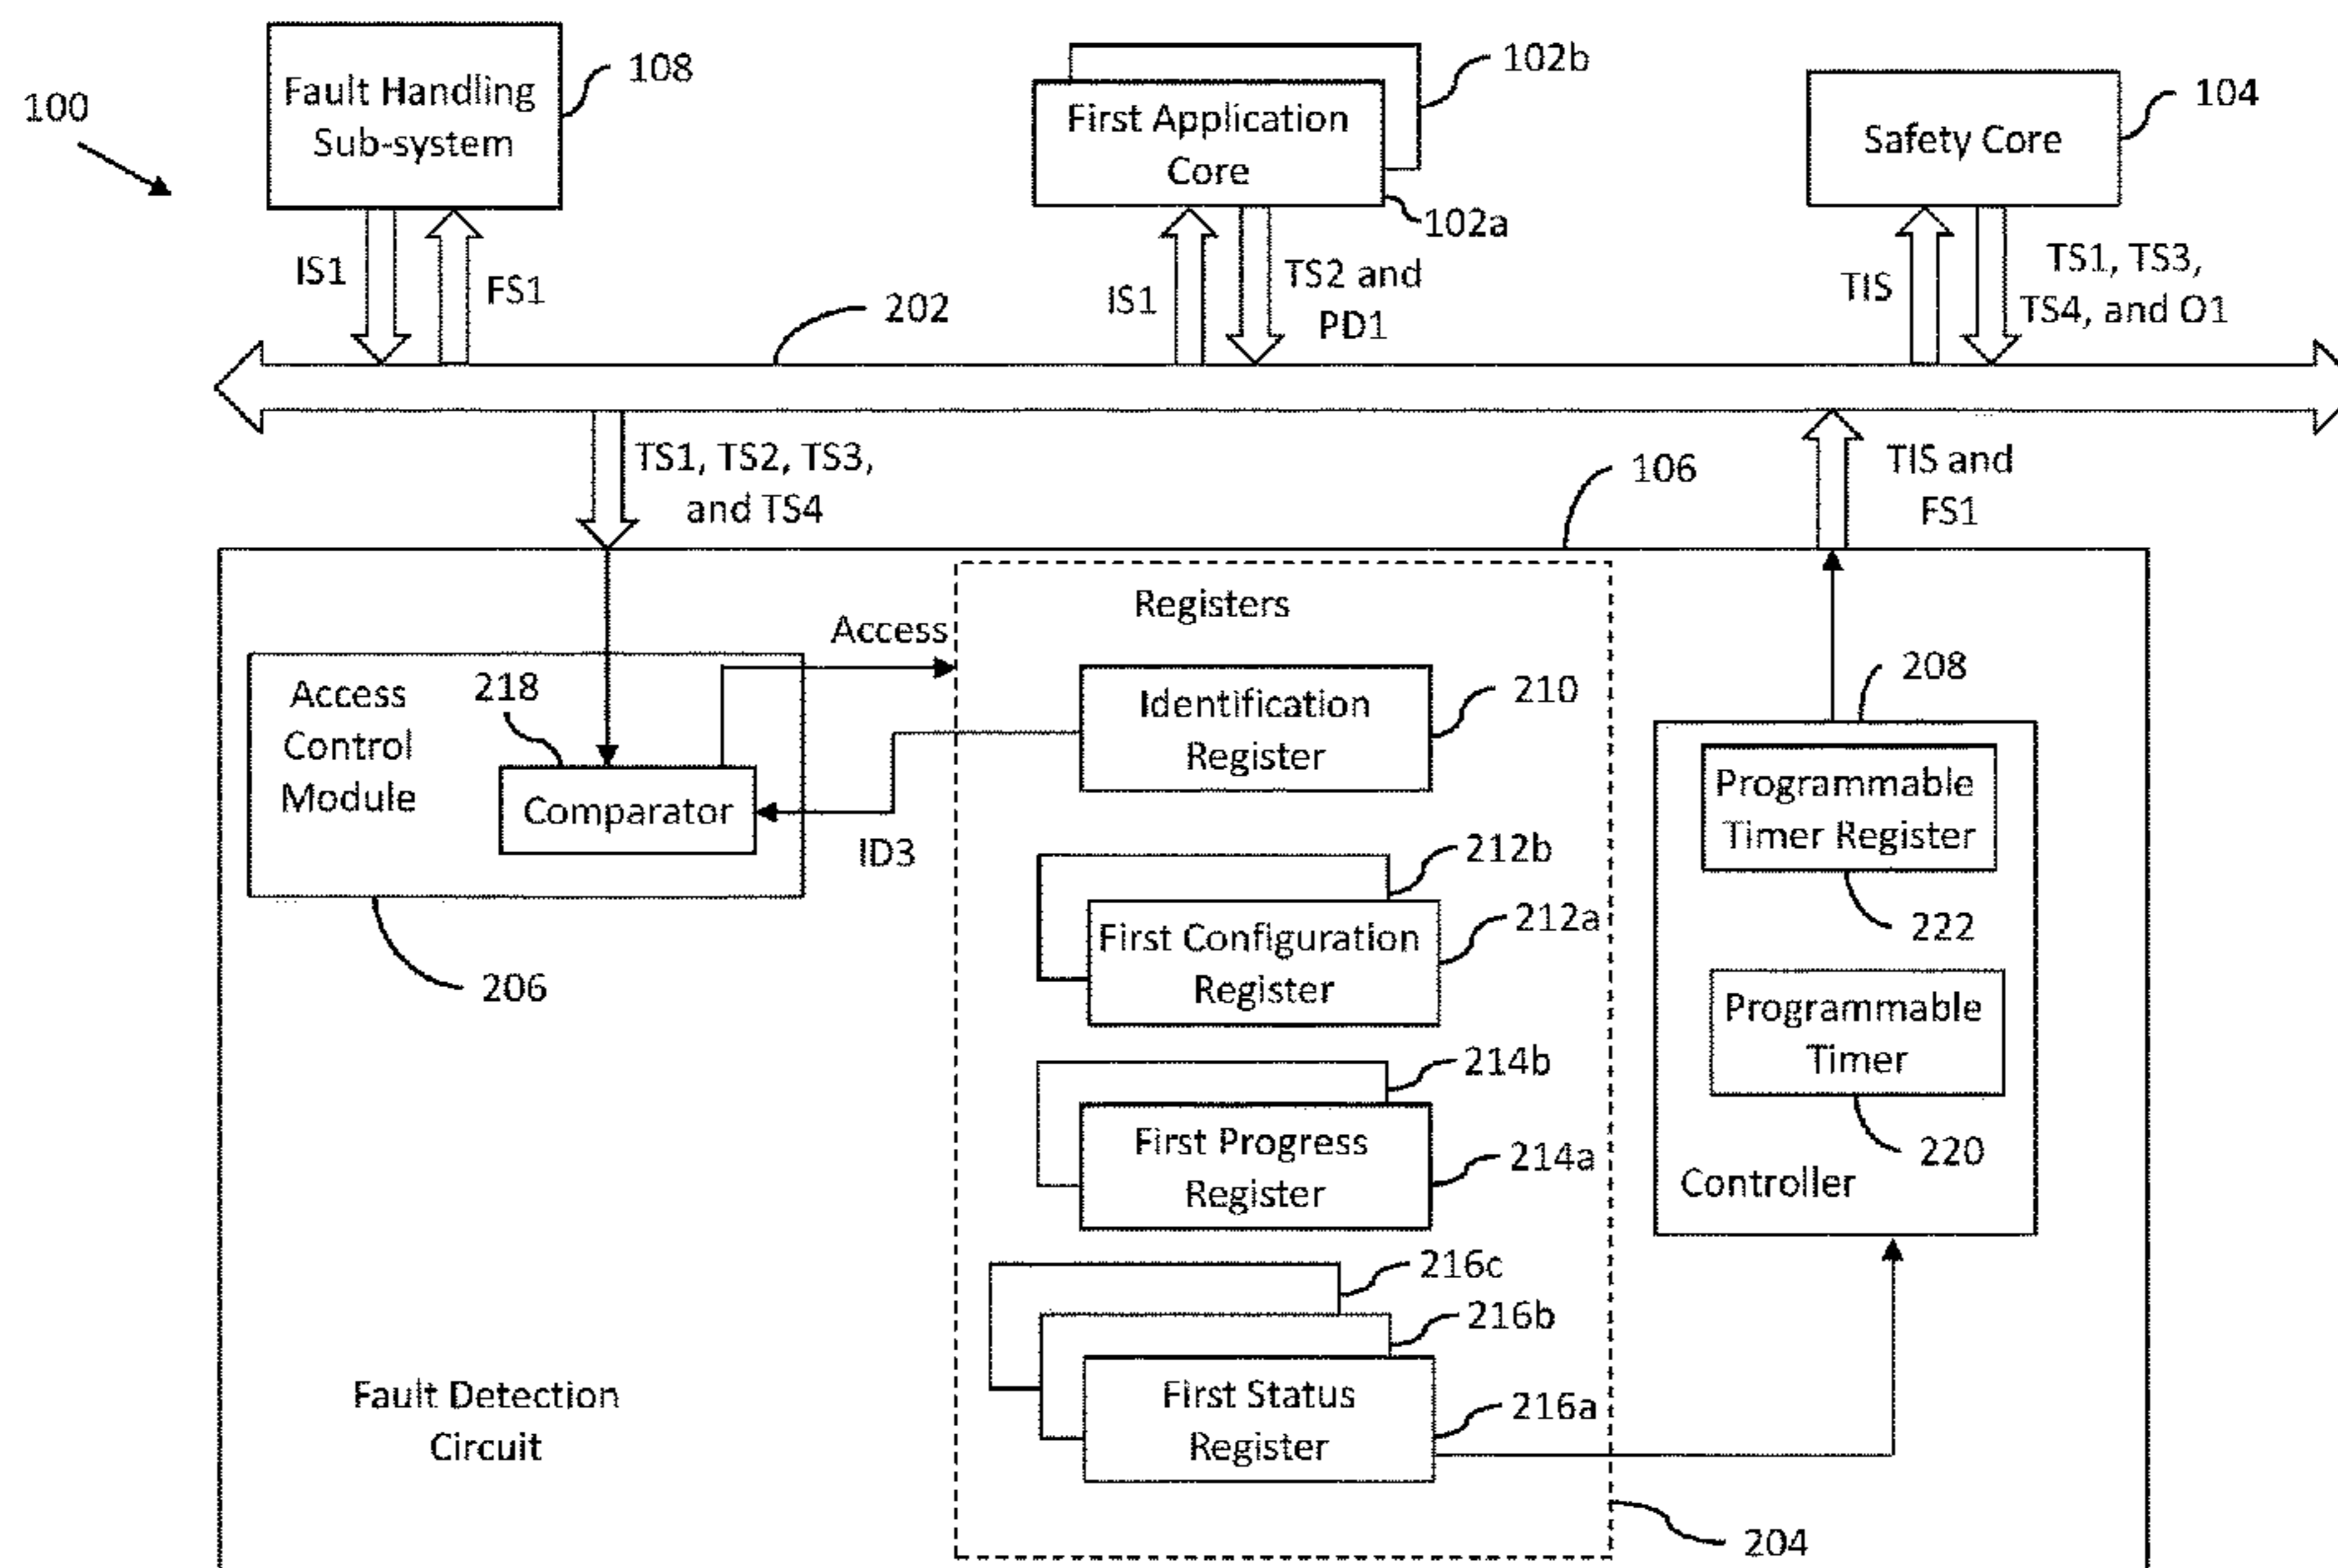 100
Fault Handling
Sub-system
108
First Application
Core
102b
102a
Safety Core
104
IS1
FS1
IS1
TS2 and
PD1
TIS
TS1, TS3,
TS4, and O1
202
TS1, TS2, TS3,
and TS4
106
TIS and
FS1
Access
Control
Module
218
Comparator
206
Access
ID3
Registers
Identification
Register
210
212b
First Configuration
Register
212a
214b
First Progress
Register
214a
216c
216b
First Status
Register
216a
204
208
Programmable
Timer Register
222
Programmable
Timer
220
Controller
Fault Detection
Circuit